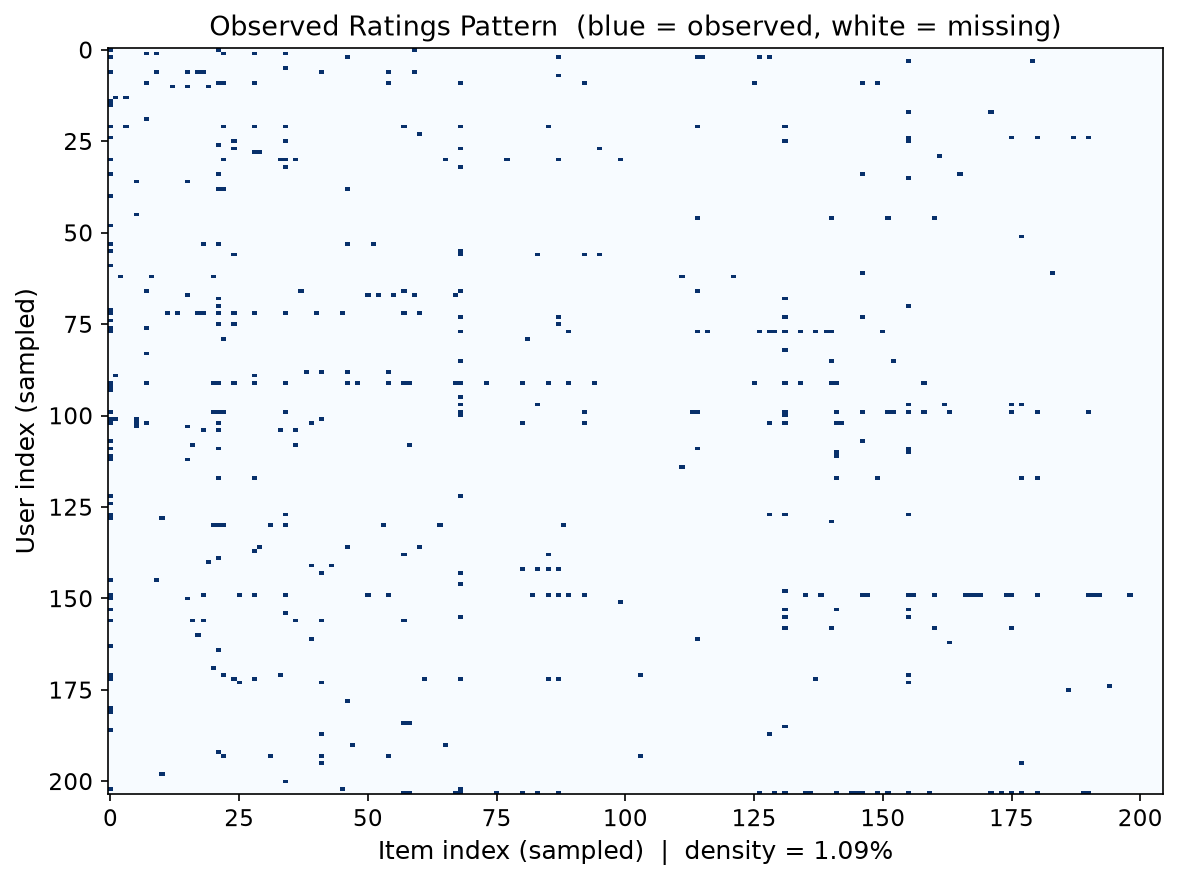 Observed Ratings Pattern  (blue = observed, white = missing)
0
25
50
75
100
125
150
175
200
User index (sampled)
0 25 50 75 100 125 150 175 200
Item index (sampled)  |  density = 1.09%